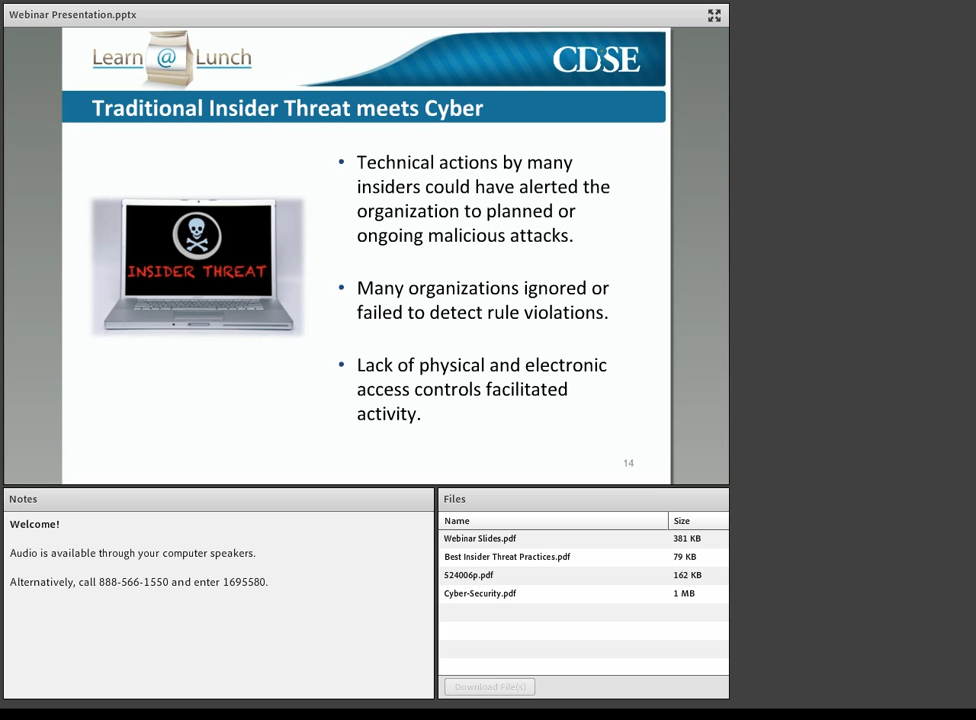 Webinar Presentation.pptx
Learn @ Lunch
CDSE
Traditional Insider Threat meets Cyber
• Technical actions by many
insiders could have alerted the
organization to planned or
ongoing malicious attacks.
INSIDER THREAT
• Many organizations ignored or
failed to detect rule violations.
• Lack of physical and electronic
access controls facilitated
activity.
14
Notes
Welcome!
Audio is available through your computer speakers.
Alternatively, call 888-566-1550 and enter 1695580.
Files
Name Size
Webinar Slides.pdf 381 KB
Best Insider Threat Practices.pdf 79 KB
524006p.pdf 162 KB
Cyber-Security.pdf 1 MB
Download File(s)